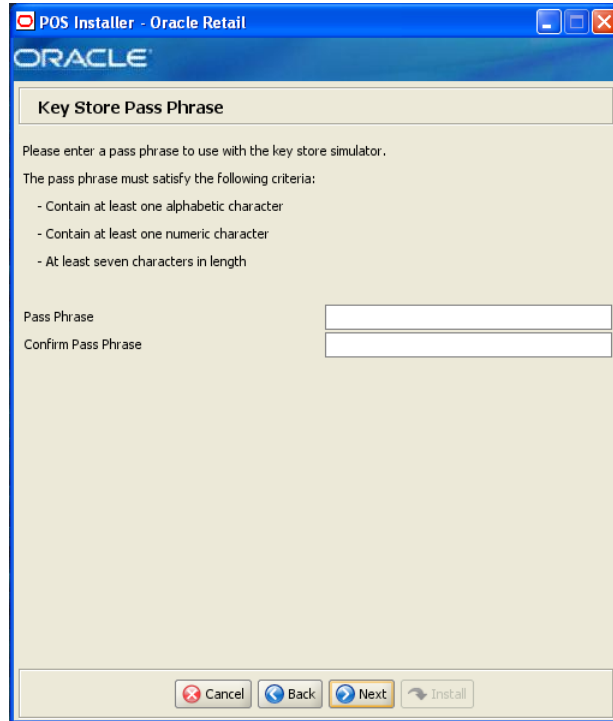 POS Installer - Oracle Retail
ORACLE
Key Store Pass Phrase
Please enter a pass phrase to use with the key store simulator.
The pass phrase must satisfy the following criteria:
- Contain at least one alphabetic character
- Contain at least one numeric character
- At least seven characters in length
Pass Phrase
Confirm Pass Phrase
Cancel Back Next Install